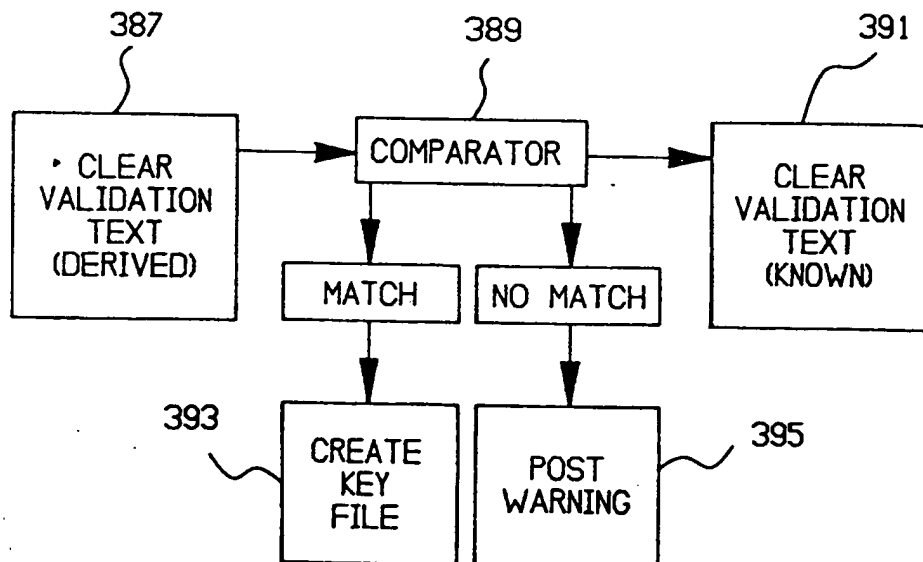 387
389
391
CLEAR
VALIDATION
TEXT
(DERIVED)
COMPARATOR
CLEAR
VALIDATION
TEXT
(KNOWN)
MATCH
NO MATCH
393
CREATE
KEY
FILE
POST
WARNING
395